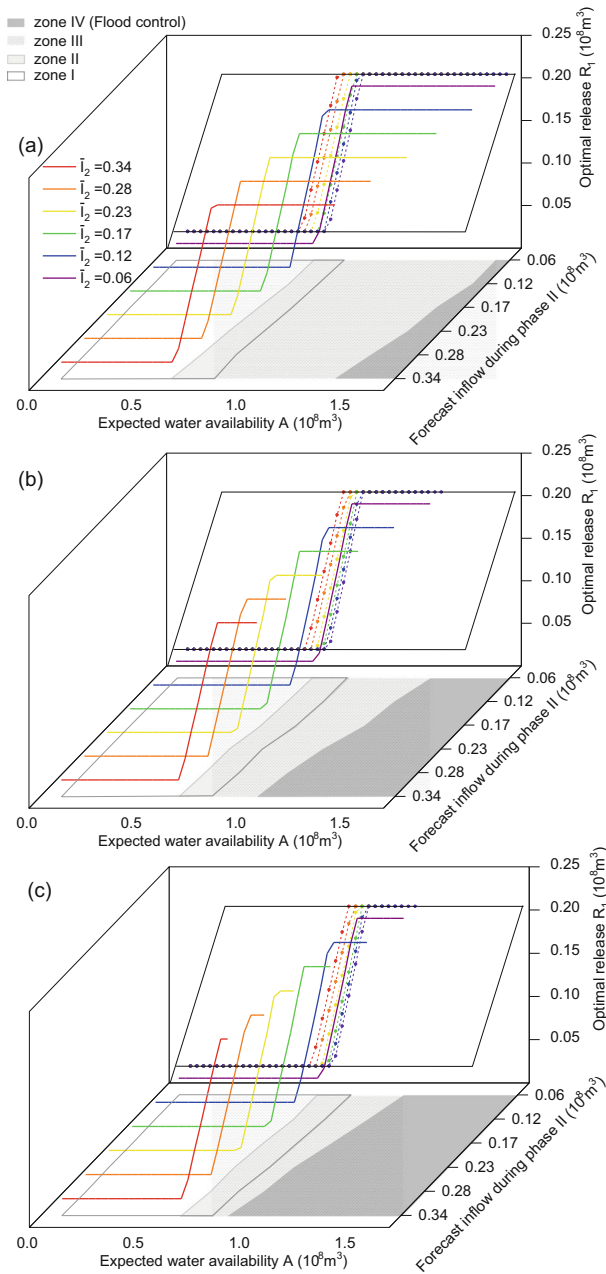 zone IV (Flood control)
zone III
zone II
zone I
(a)
Ī₂ =0.34
Ī₂ =0.28
Ī₂ =0.23
Ī₂ =0.17
Ī₂ =0.12
Ī₂ =0.06
0.25
0.20
0.15
0.10
0.05
Optimal release R₁ (10⁸m³)
0.06
0.12
0.17
0.23
0.28
0.34
Forecast inflow during phase II (10⁸m³)
0.0
0.5
1.0
1.5
Expected water availability A (10⁸m³)
(b)
0.25
0.20
0.15
0.10
0.05
Optimal release R₁ (10⁸m³)
0.06
0.12
0.17
0.23
0.28
0.34
Forecast inflow during phase II (10⁸m³)
0.0
0.5
1.0
1.5
Expected water availability A (10⁸m³)
(c)
0.25
0.20
0.15
0.10
0.05
Optimal release R₁ (10⁸m³)
0.06
0.12
0.17
0.23
0.28
0.34
Forecast inflow during phase II (10⁸m³)
0.0
0.5
1.0
1.5
Expected water availability A (10⁸m³)